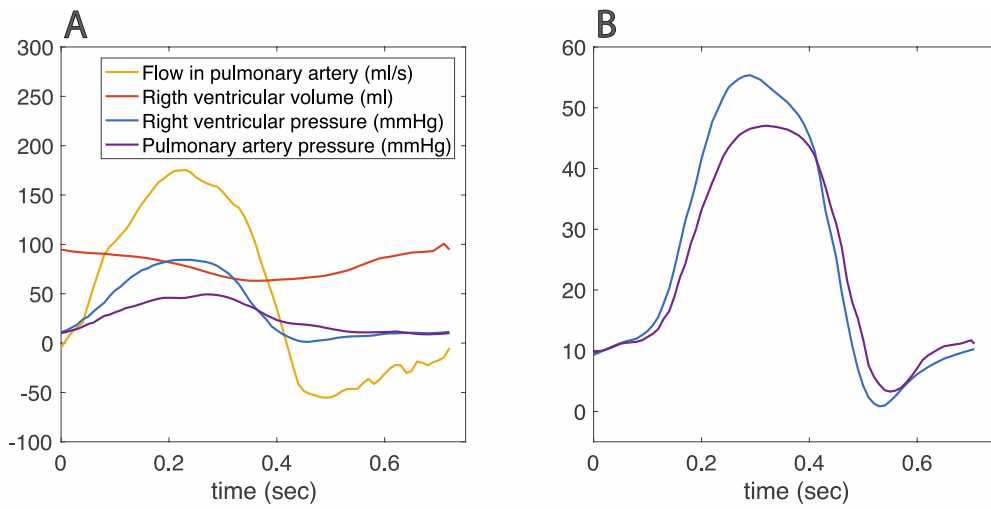 A
300
250
200
150
100
50
0
-50
-100
Flow in pulmonary artery (ml/s)
Rigth ventricular volume (ml)
Right ventricular pressure (mmHg)
Pulmonary artery pressure (mmHg)
0 0.2 0.4 0.6
time (sec)
B
60
50
40
30
20
10
0
0 0.2 0.4 0.6
time (sec)